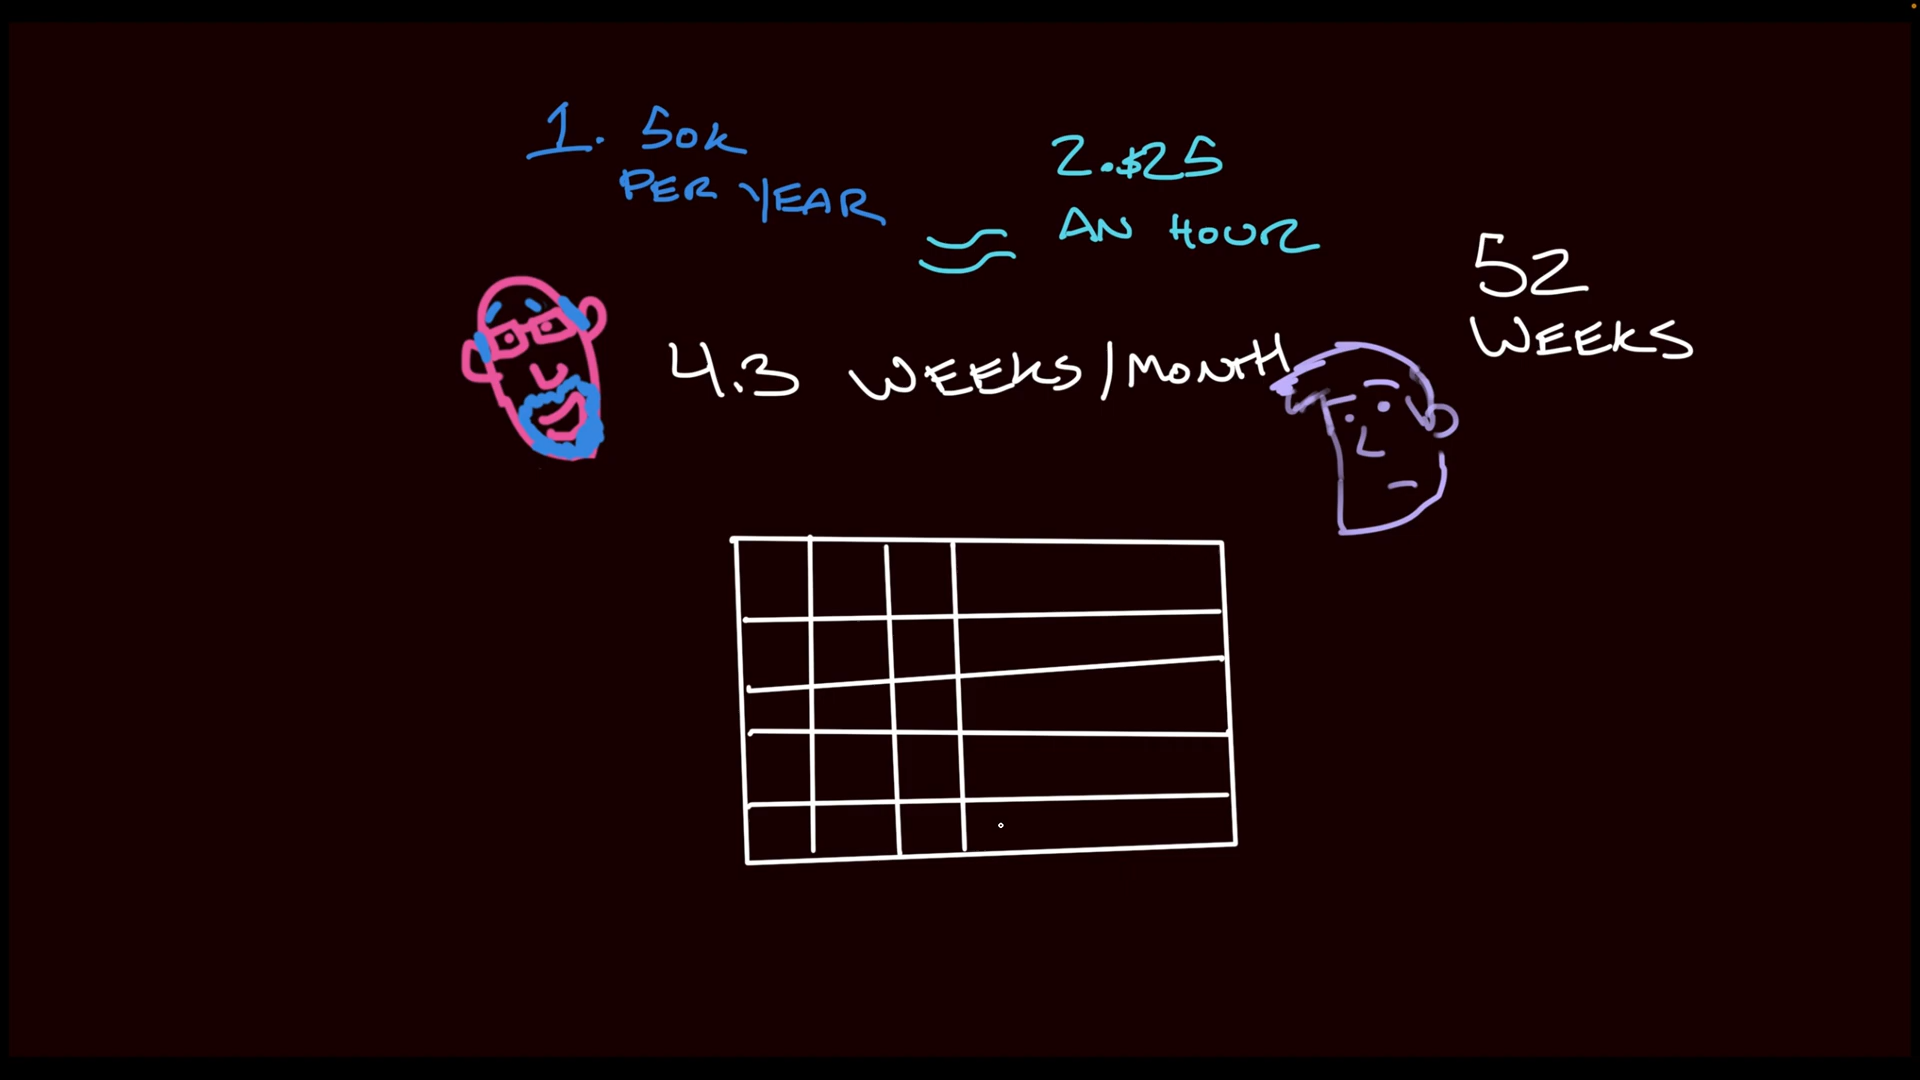 1. 50K
PER YEAR
2. $25
AN HOUR
52
WEEKS
4.3 WEEKS/MONTH